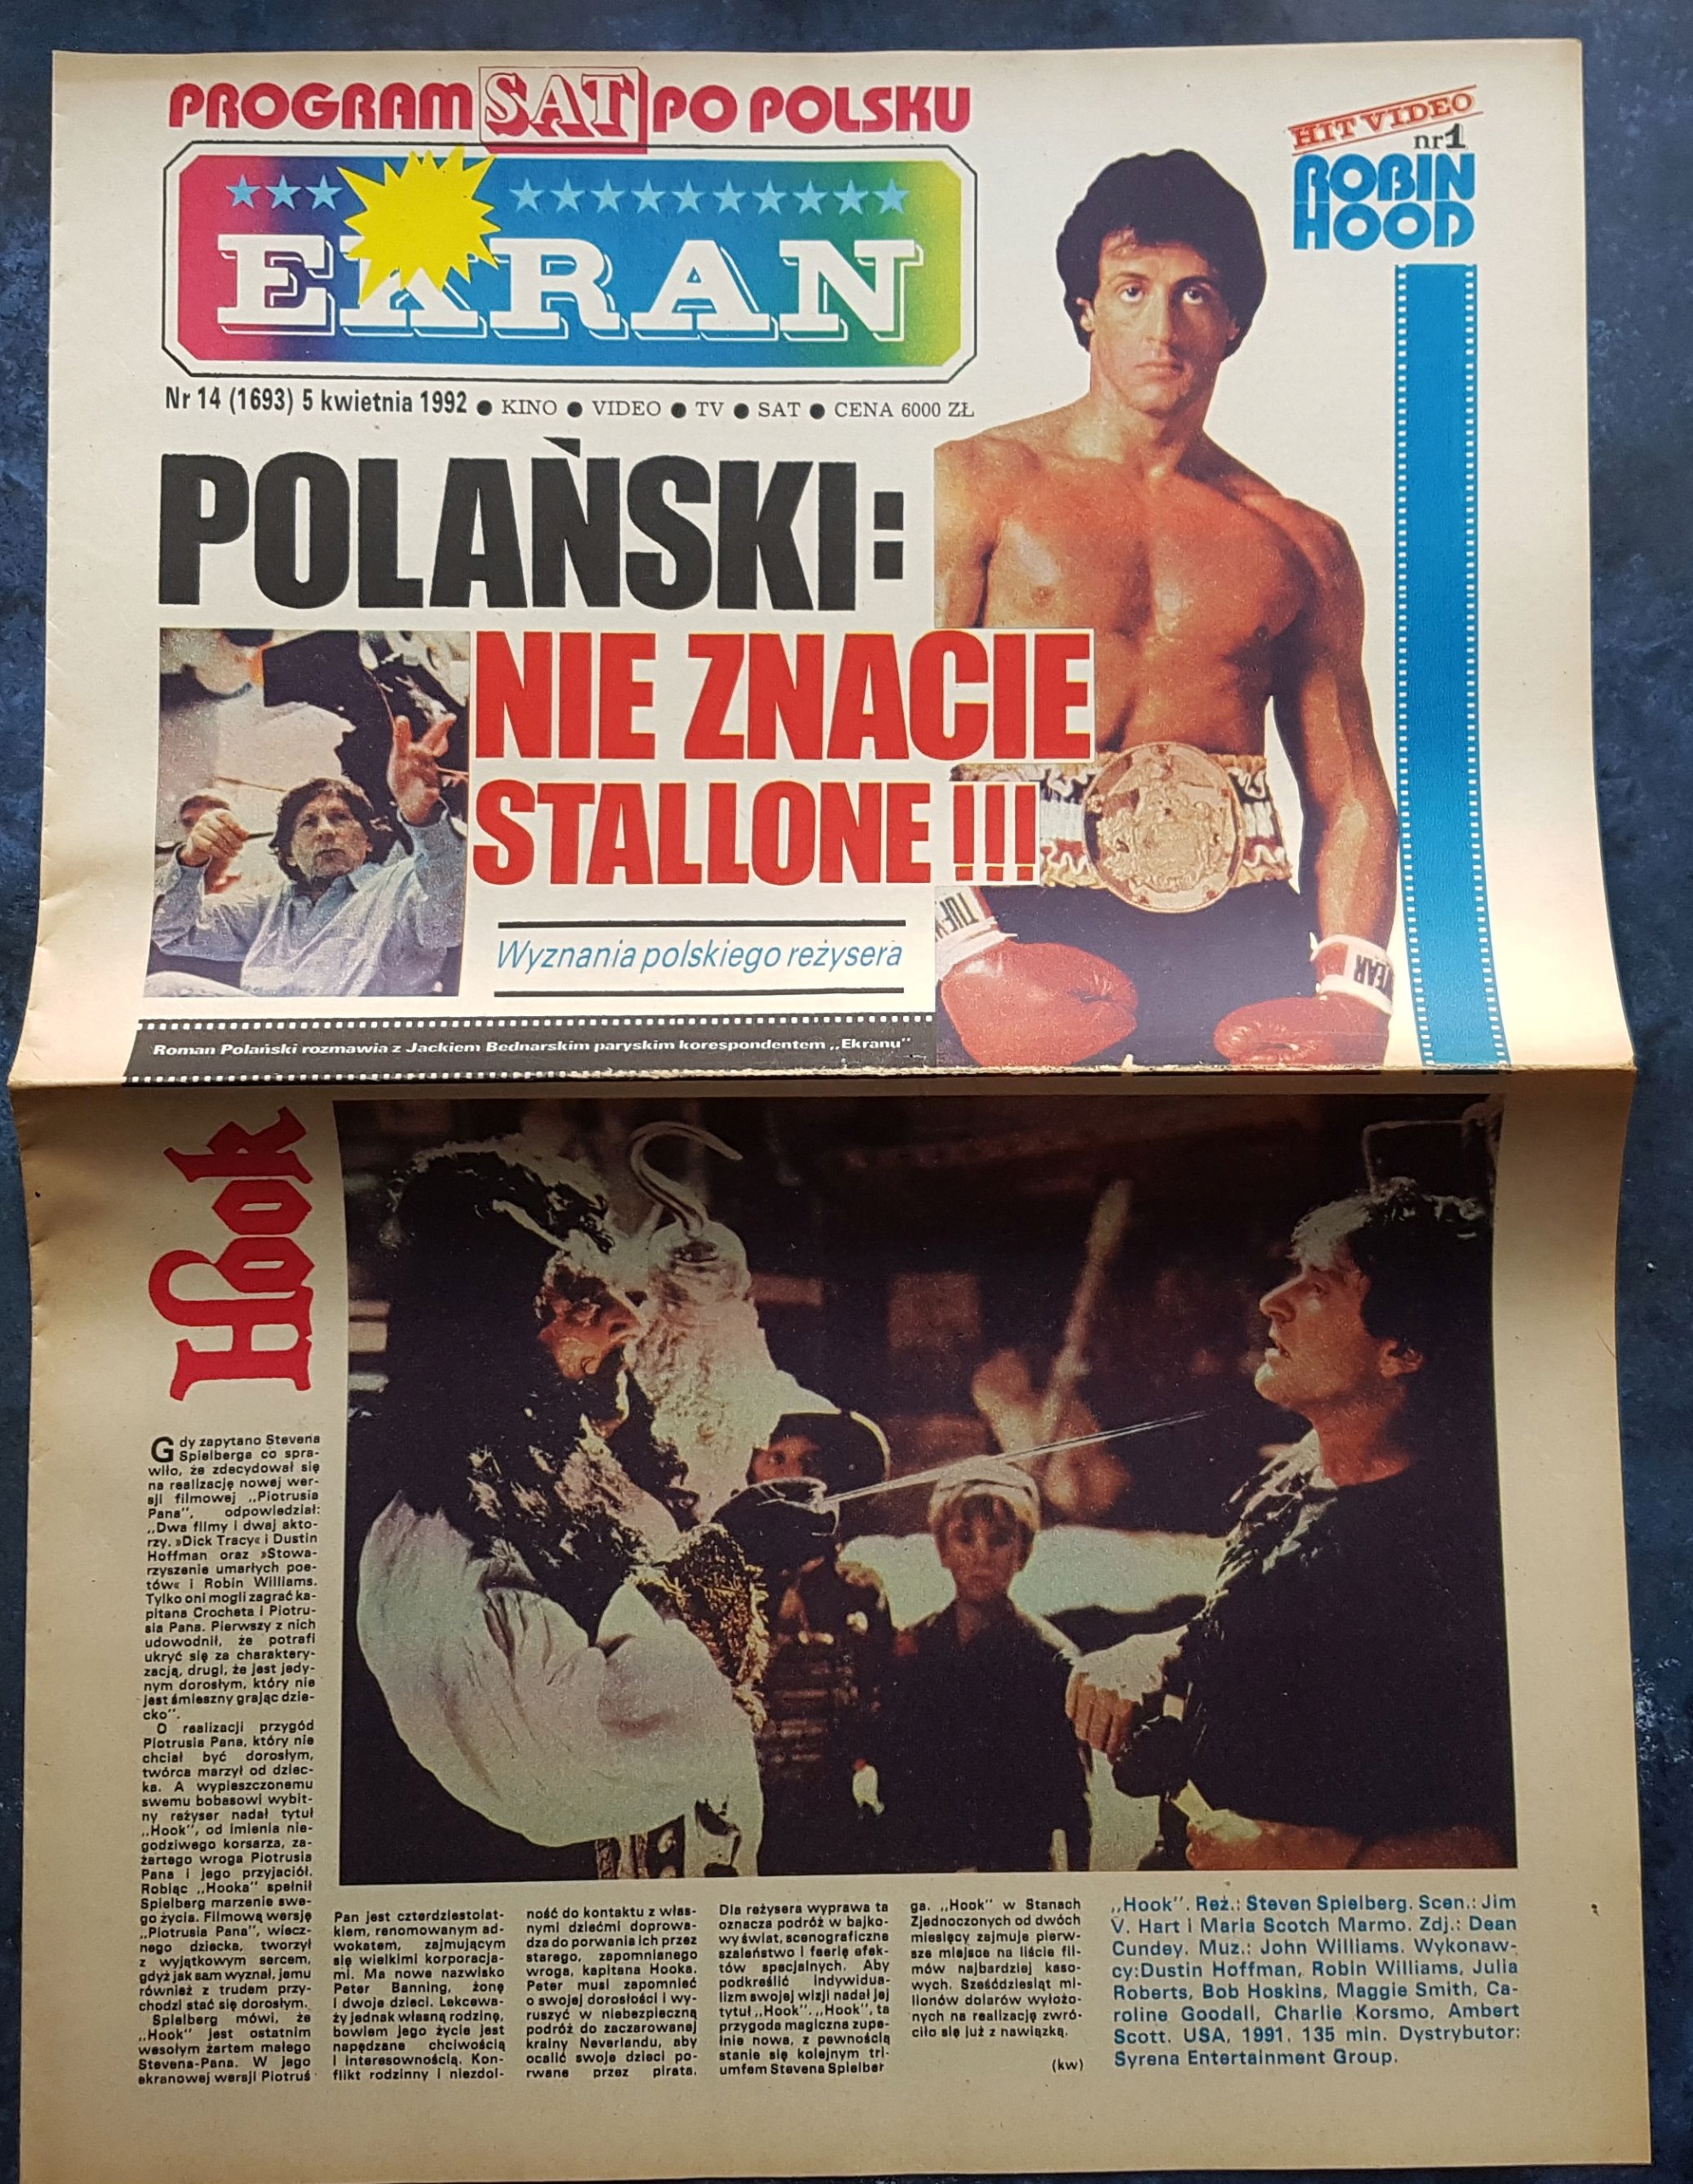 PROGRAM SAT PO POLSKU
EKRAN
HIT VIDEO
nr1
ROBIN
HOOD
Nr 14 (1693) 5 kwietnia 1992 ● KINO ● VIDEO ● TV ● SAT ● CENA 6000 ZŁ
POLAŃSKI:
NIE ZNACIE
STALLONE!!!
Wyznania polskiego reżysera
TUF
WEAR
Roman Polański rozmawia z Jackiem Bednarskim paryskim korespondentem „Ekranu"
Hook
Gdy zapytano Stevena
Spielberga co spra-
wiło, że zdecydował się
na realizację nowej wer-
sji filmowej „Piotrusia
Pana", odpowiedział:
„Dwa filmy i dwaj akto-
rzy. »Dick Tracy« i Dustin
Hoffman oraz »Stowa-
rzyszenie umarłych poe-
tów« i Robin Williams.
Tylko oni mogli zagrać ka-
pitana Crocheta i Piotru-
sia Pana. Pierwszy z nich
udowodnił, że potrafi
ukryć się za charaktery-
zacją, drugi, że jest jedy-
nym dorosłym, który nie
jest śmieszny grając dzie-
cko".
O realizacji przygód
Piotrusia Pana, który nie
chciał być dorosłym,
twórca marzył od dziec-
ka. A wypieszczonemu
swemu bobasowi wybit-
ny reżyser nadał tytuł
„Hook", od imienia nie-
godziwego korsarza, za-
żartego wroga Piotrusia
Pana i jego przyjaciół.
Robiąc „Hooka" spełnił
Spielberg marzenie swe-
go życia. Filmową wersję
„Piotrusia Pana", wiecz-
nego dziecka, tworzył
z wyjątkowym sercem,
gdyż jak sam wyznał, jemu
również z trudem przy-
chodzi stać się dorosłym.
Spielberg mówi, że
„Hook" jest ostatnim
wesołym żartem małego
Stevena-Pana. W jego
ekranowej wersji Piotruś
Pan jest czterdziestolat-
kiem, renomowanym ad-
wokatem, zajmującym
się wielkimi korporacja-
mi. Ma nowe nazwisko
Peter Banning, żonę
i dwoje dzieci. Lekcewa-
ży jednak własną rodzinę,
bowiem jego życie jest
napędzane chciwością
i interesownością. Kon-
flikt rodzinny i niezdol-
ność do kontaktu z włas-
nymi dziećmi doprowa-
dza do porwania ich przez
starego, zapomnianego
wroga, kapitana Hooka.
Peter musi zapomnieć
o swojej dorosłości i wy-
ruszyć w niebezpieczną
podróż do zaczarowanej
krainy Neverlandu, aby
ocalić swoje dzieci po-
rwane przez pirata.
Dla reżysera wyprawa ta
oznacza podróż w bajko-
wy świat, scenograficzne
szaleństwo i feerię efek-
tów specjalnych. Aby
podkreślić indywidua-
lizm swojej wizji nadał jej
tytuł „Hook". „Hook", ta
przygoda magiczna zupe-
łnie nowa, z pewnością
stanie się kolejnym tri-
umfem Stevena Spielber
ga. „Hook" w Stanach
Zjednoczonych od dwóch
miesięcy zajmuje pierw-
sze miejsce na liście fil-
mów najbardziej kaso-
wych. Sześćdziesiąt mi-
lionów dolarów wyłożo-
nych na realizację zwró-
ciło się już z nawiązką.
(kw)
„Hook". Reż.: Steven Spielberg. Scen.: Jim
V. Hart i Maria Scotch Marmo. Zdj.: Dean
Cundey. Muz.: John Williams. Wykonaw-
cy:Dustin Hoffman, Robin Williams, Julia
Roberts, Bob Hoskins, Maggie Smith, Ca-
roline Goodall, Charlie Korsmo, Ambert
Scott. USA, 1991. 135 min. Dystrybutor:
Syrena Entertainment Group.